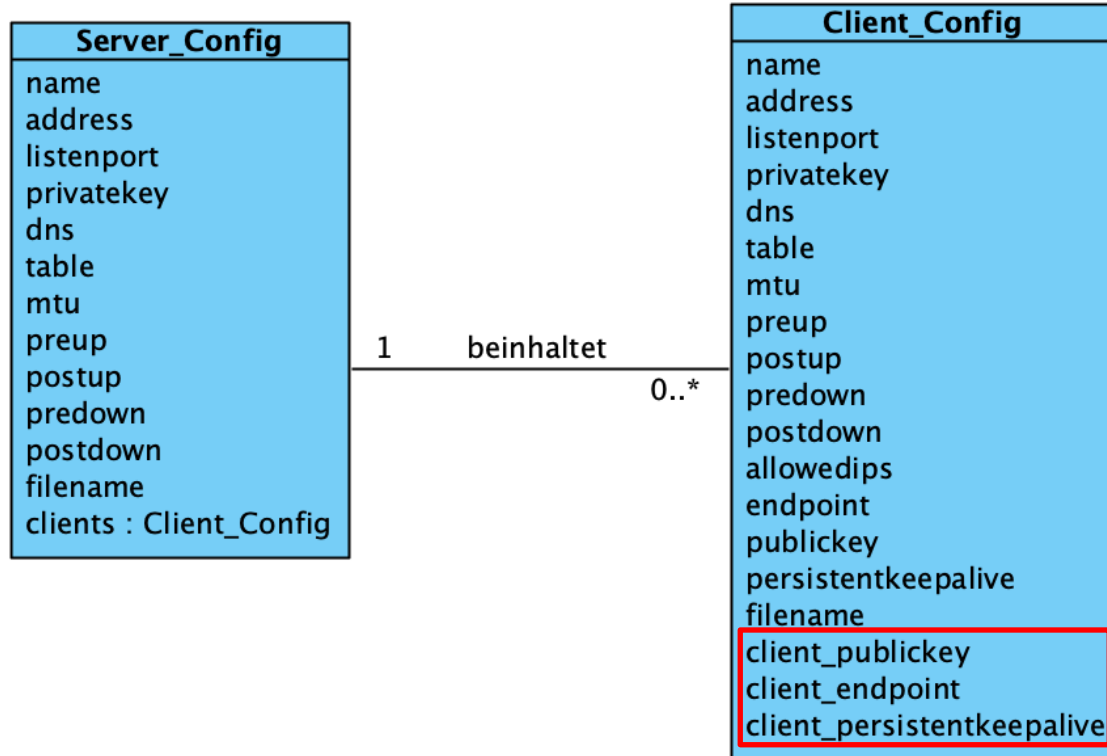 Server_Config
name
address
listenport
privatekey
dns
table
mtu
preup
postup
predown
postdown
filename
clients : Client_Config
1
beinhaltet
0..*
Client_Config
name
address
listenport
privatekey
dns
table
mtu
preup
postup
predown
postdown
allowedips
endpoint
publickey
persistentkeepalive
filename
client_publickey
client_endpoint
client_persistentkeepalive